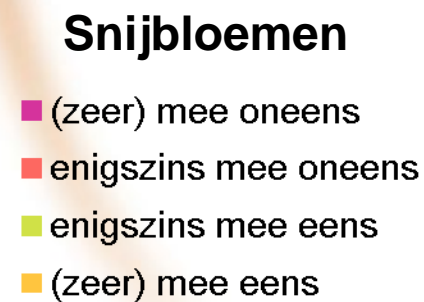 Snijbloemen
(zeer) mee oneens
enigszins mee oneens
enigszins mee eens
(zeer) mee eens